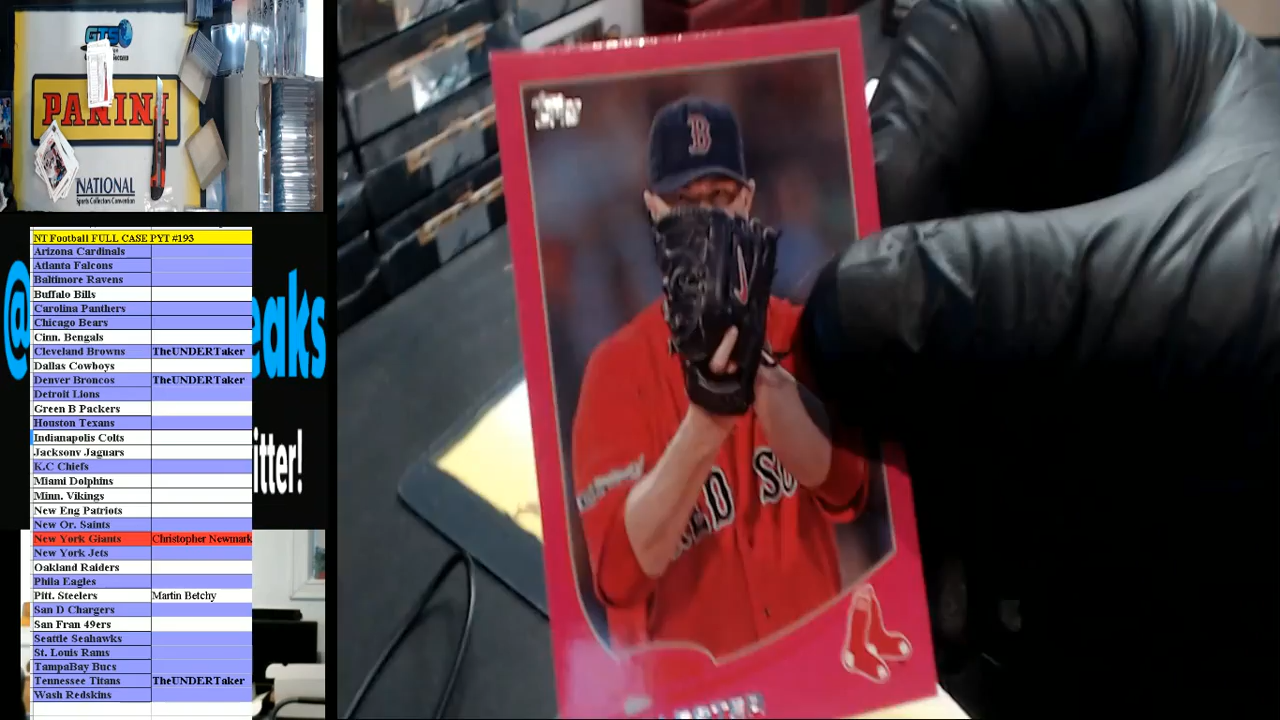 GTS
PANINI
NATIONAL
Sports Collectors Convention
NT Football FULL CASE PYT #193
Arizona Cardinals
Atlanta Falcons
Baltimore Ravens
Buffalo Bills
Carolina Panthers
Chicago Bears
Cinn. Bengals
Cleveland Browns TheUNDERTaker
Dallas Cowboys
Denver Broncos TheUNDERTaker
Detroit Lions
Green B Packers
Houston Texans
Indianapolis Colts
Jacksonv Jaguars
K.C Chiefs
Miami Dolphins
Minn. Vikings
New Eng Patriots
New Or. Saints
New York Giants Christopher Newmark
New York Jets
Oakland Raiders
Phila Eagles
Pitt. Steelers Martin Betchy
San D Chargers
San Fran 49ers
Seattle Seahawks
St. Louis Rams
TampaBay Bucs
Tennessee Titans TheUNDERTaker
Wash Redskins
@
eaks
itter!
B
RED SO